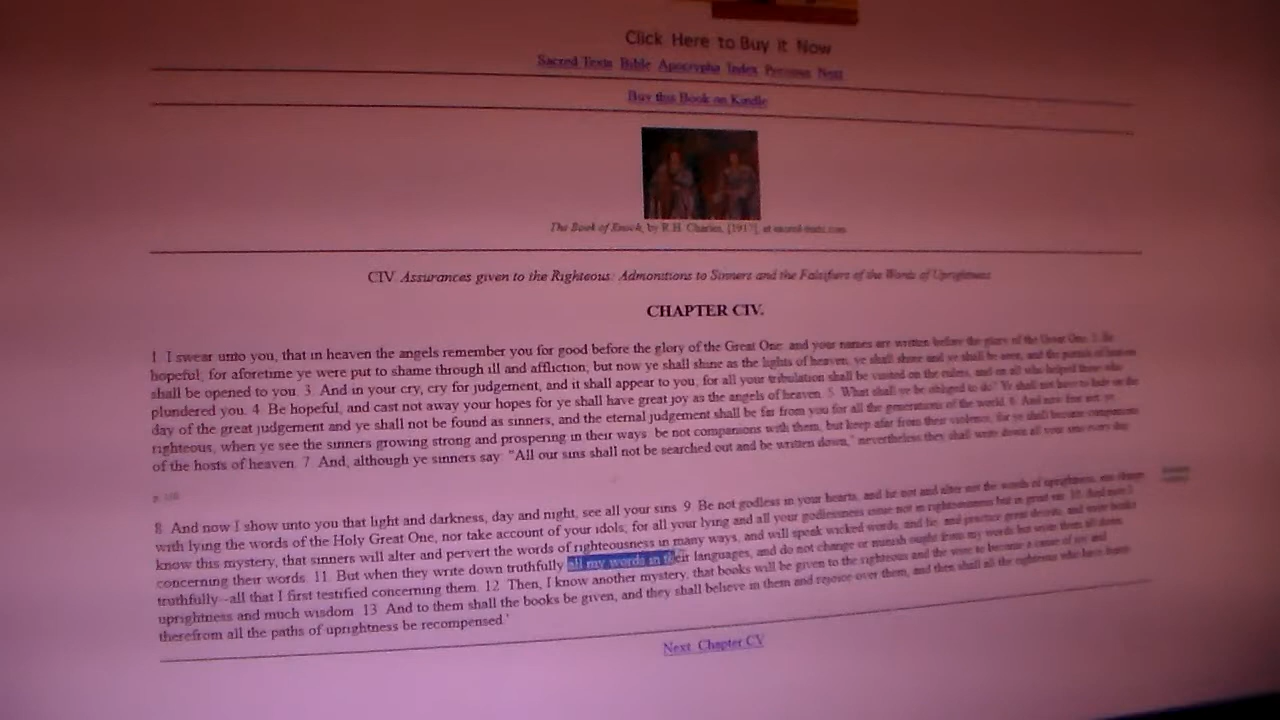 Click Here to Buy it Now
Sacred Texts Bible Apocrypha Index Previous Next
Buy this Book on Kindle
The Book of Enoch, by R.H. Charles, [1917], at sacred-texts.com
CIV. Assurances given to the Righteous: Admonitions to Sinners and the Falsifiers of the Words of Uprightness
CHAPTER CIV.
1. I swear unto you, that in heaven the angels remember you for good before the glory of the Great One: and your names are written before the glory of the Great One. 2. Be
hopeful; for aforetime ye were put to shame through ill and affliction; but now ye shall shine as the lights of heaven, ye shall shine and ye shall be seen, and the portals of heaven
shall be opened to you. 3. And in your cry, cry for judgement, and it shall appear to you; for all your tribulation shall be visited on the rulers, and on all who helped those who
plundered you. 4. Be hopeful, and cast not away your hopes for ye shall have great joy as the angels of heaven. 5. What shall ye be obliged to do? Ye shall not have to hide on the
day of the great judgement and ye shall not be found as sinners, and the eternal judgement shall be far from you for all the generations of the world. 6. And now fear not, ye
righteous, when ye see the sinners growing strong and prospering in their ways: be not companions with them, but keep afar from their violence, for ye shall become companions
of the hosts of heaven. 7. And, although ye sinners say: "All our sins shall not be searched out and be written down," nevertheless they shall write down all your sins every day.
8. And now I show unto you that light and darkness, day and night, see all your sins. 9. Be not godless in your hearts, and lie not and alter not the words of uprightness, nor charge
with lying the words of the Holy Great One, nor take account of your idols; for all your lying and all your godlessness issue not in righteousness but in great sin. 10. And now I
know this mystery, that sinners will alter and pervert the words of righteousness in many ways, and will speak wicked words, and lie, and practice great deceits, and write books
concerning their words. 11. But when they write down truthfully all my words in their languages, and do not change or minish ought from my words but write them all down
truthfully--all that I first testified concerning them. 12. Then, I know another mystery, that books will be given to the righteous and the wise to become a cause of joy and
uprightness and much wisdom. 13. And to them shall the books be given, and they shall believe in them and rejoice over them, and then shall all the righteous who have learnt
therefrom all the paths of uprightness be recompensed.'
Next: Chapter CV